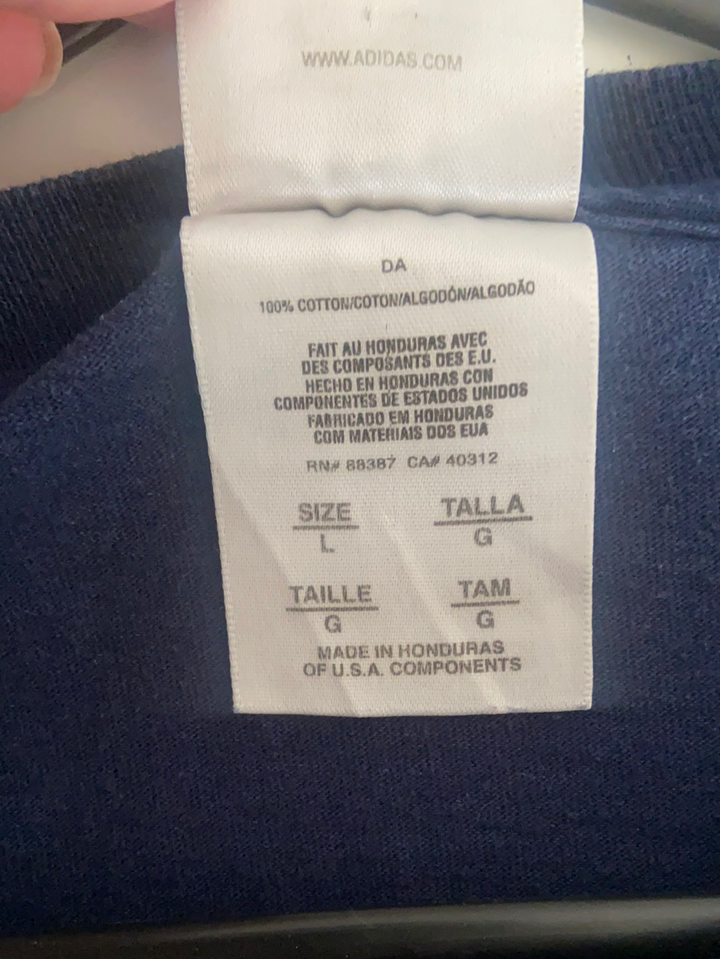 WWW.ADIDAS.COM
DA
100% COTTON/COTON/ALGODÓN/ALGODÃO
FAIT AU HONDURAS AVEC
DES COMPOSANTS DES E.U.
HECHO EN HONDURAS CON
COMPONENTES DE ESTADOS UNIDOS
FABRICADO EM HONDURAS
COM MATERIAIS DOS EUA
RN# 88387 CA# 40312
SIZE TALLA
L G
TAILLE TAM
G G
MADE IN HONDURAS
OF U.S.A. COMPONENTS